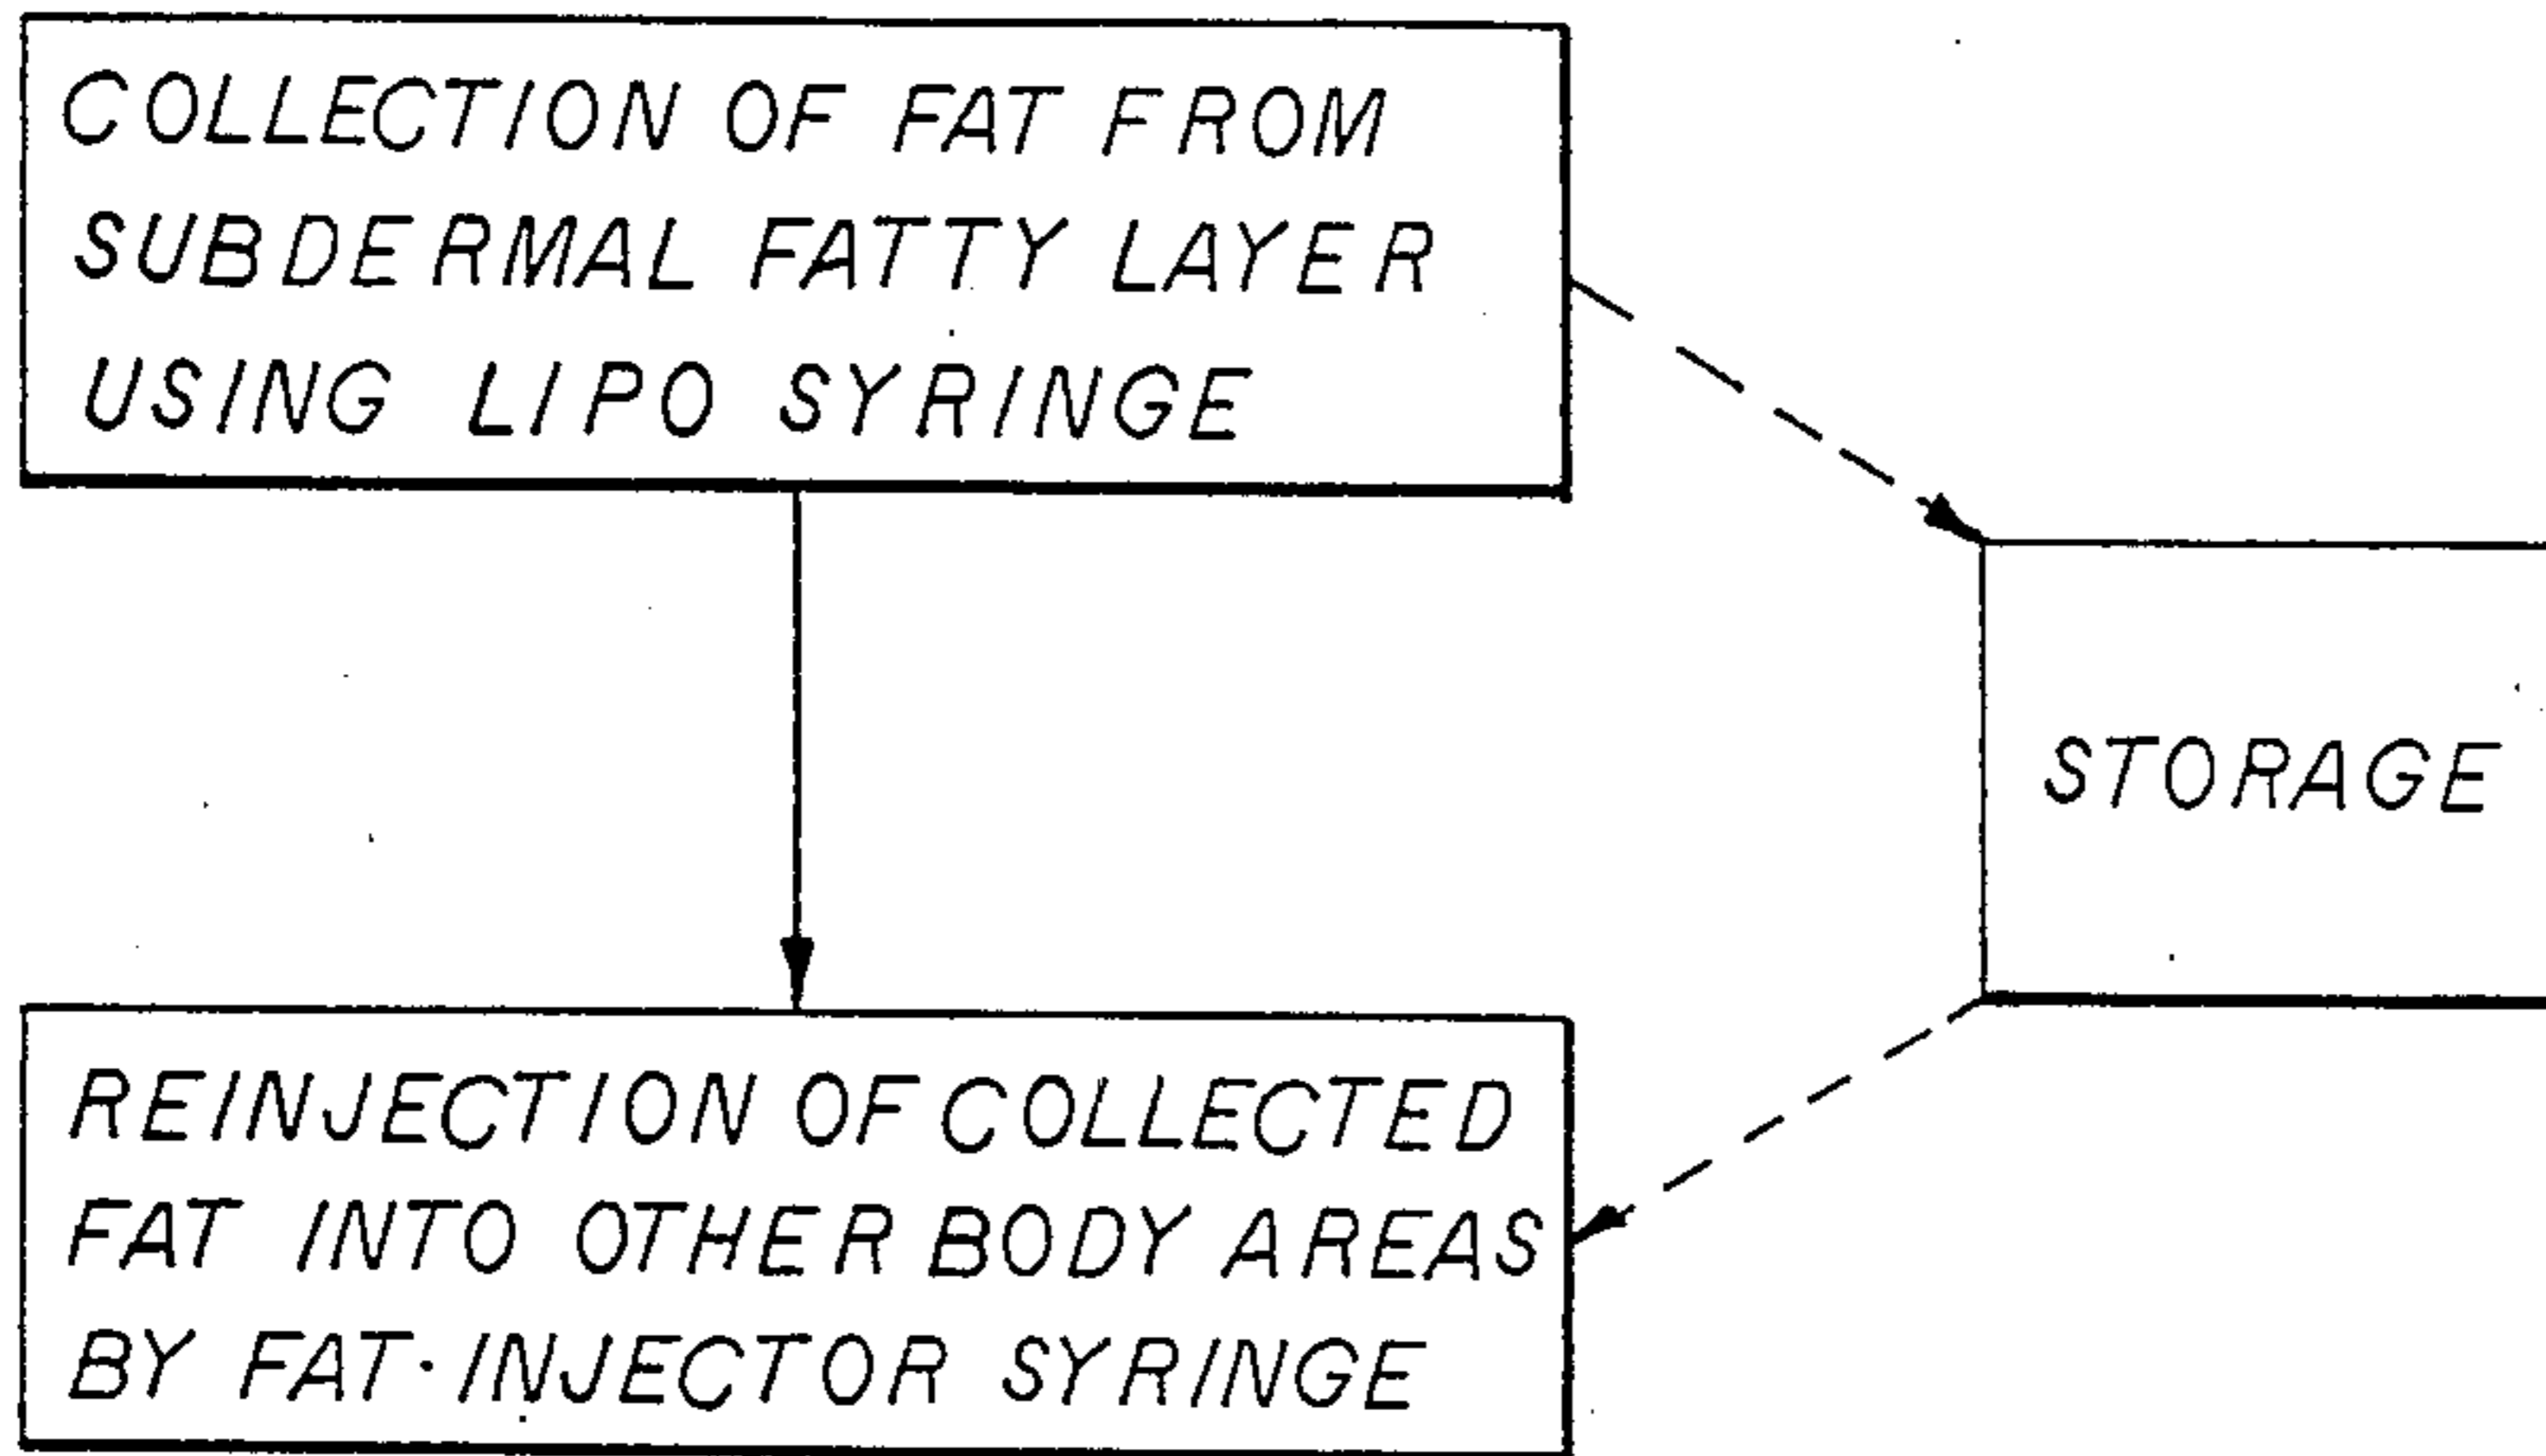 COLLECTION OF FAT FROM
SUBDERMAL FATTY LAYER
USING LIPO SYRINGE
STORAGE
REINJECTION OF COLLECTED
FAT INTO OTHER BODY AREAS
BY FAT·INJECTOR SYRINGE